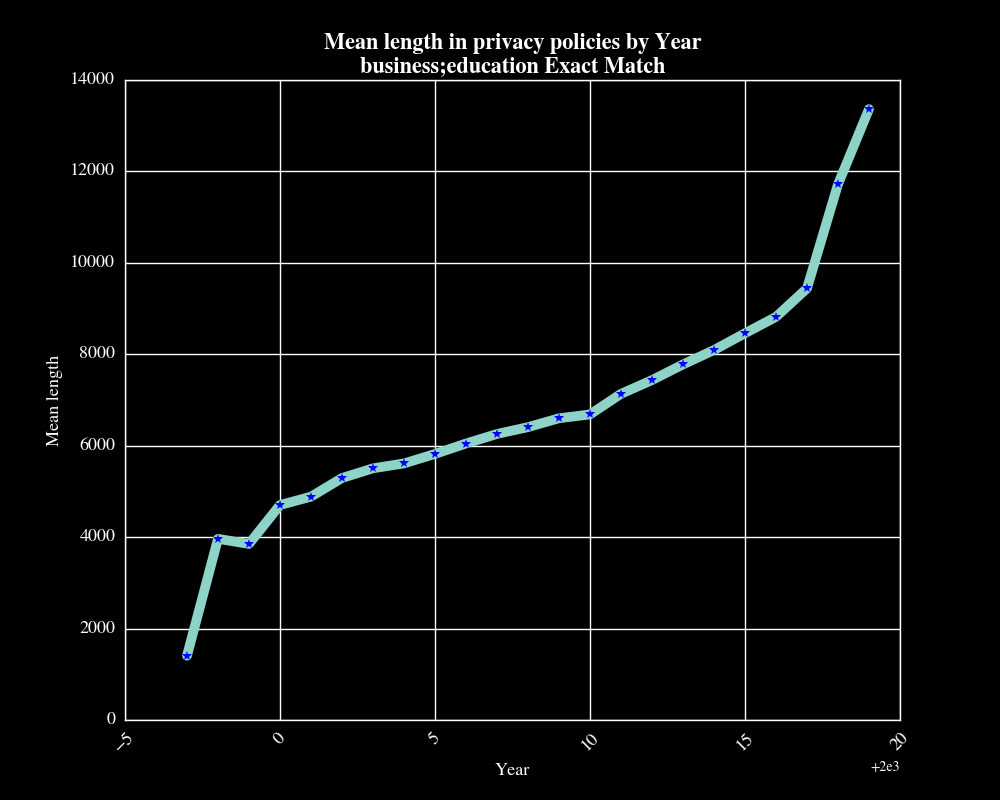 Mean length in privacy policies by Year
business;education Exact Match
14000
12000
10000
8000
6000
4000
2000
0
Mean length
−5
0
5
10
15
20
Year
+2e3